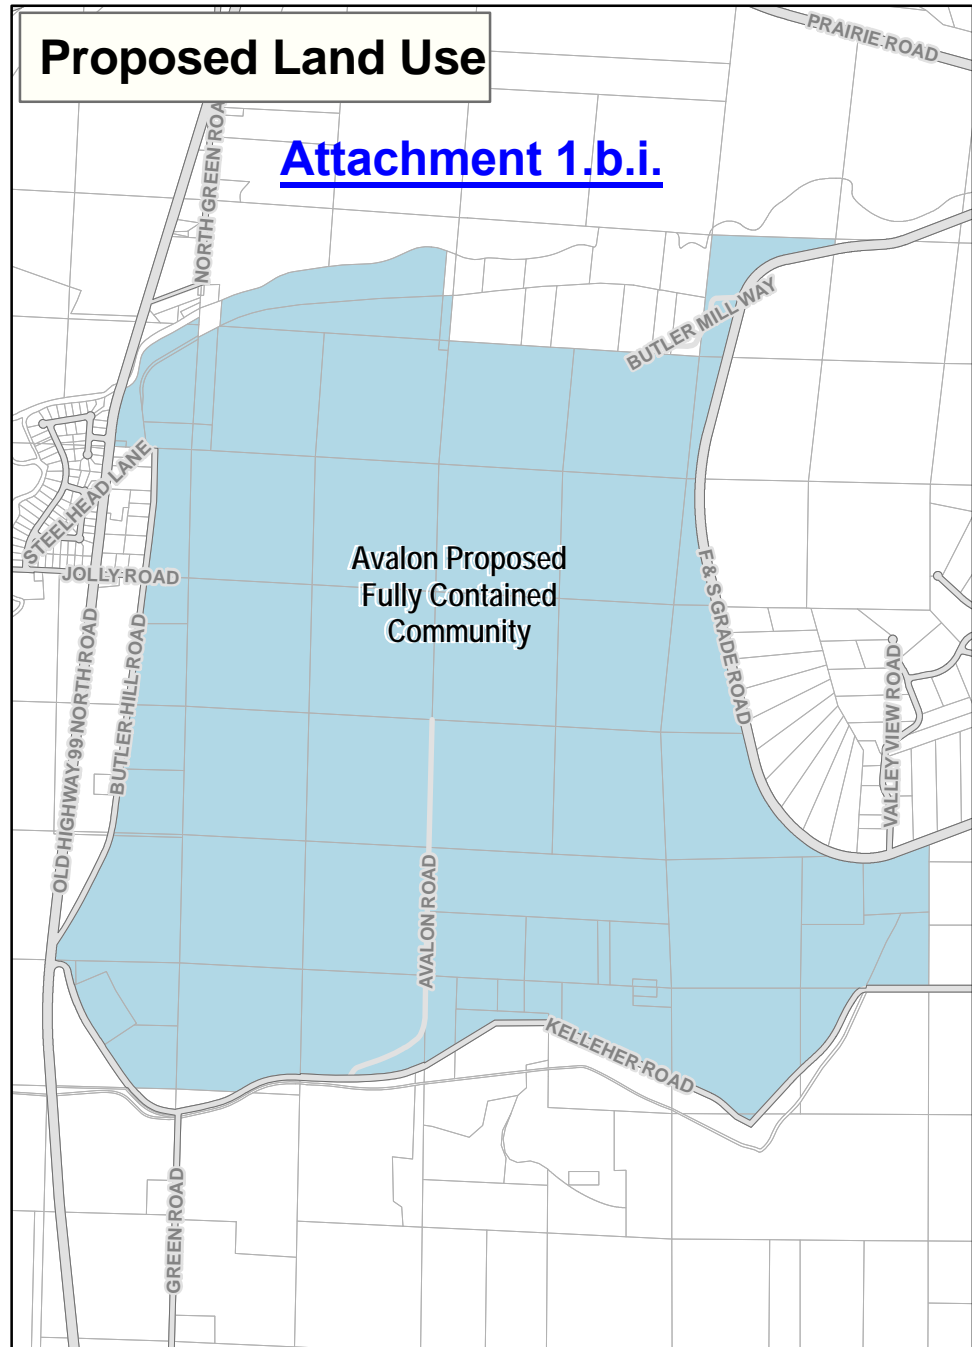 Proposed Land Use
PRAIRIE ROAD
Attachment 1.b.i.
NORTH GREEN ROA
BUTLER MILL WAY
STEELHEAD LANE
JOLLY ROAD
Avalon Proposed
Fully Contained
Community
F & S GRADE ROAD
OLD HIGHWAY 99 NORTH ROAD
BUTLER HILL ROAD
VALLEY VIEW ROAD
AVALON ROAD
KELLEHER ROAD
GREEN ROAD